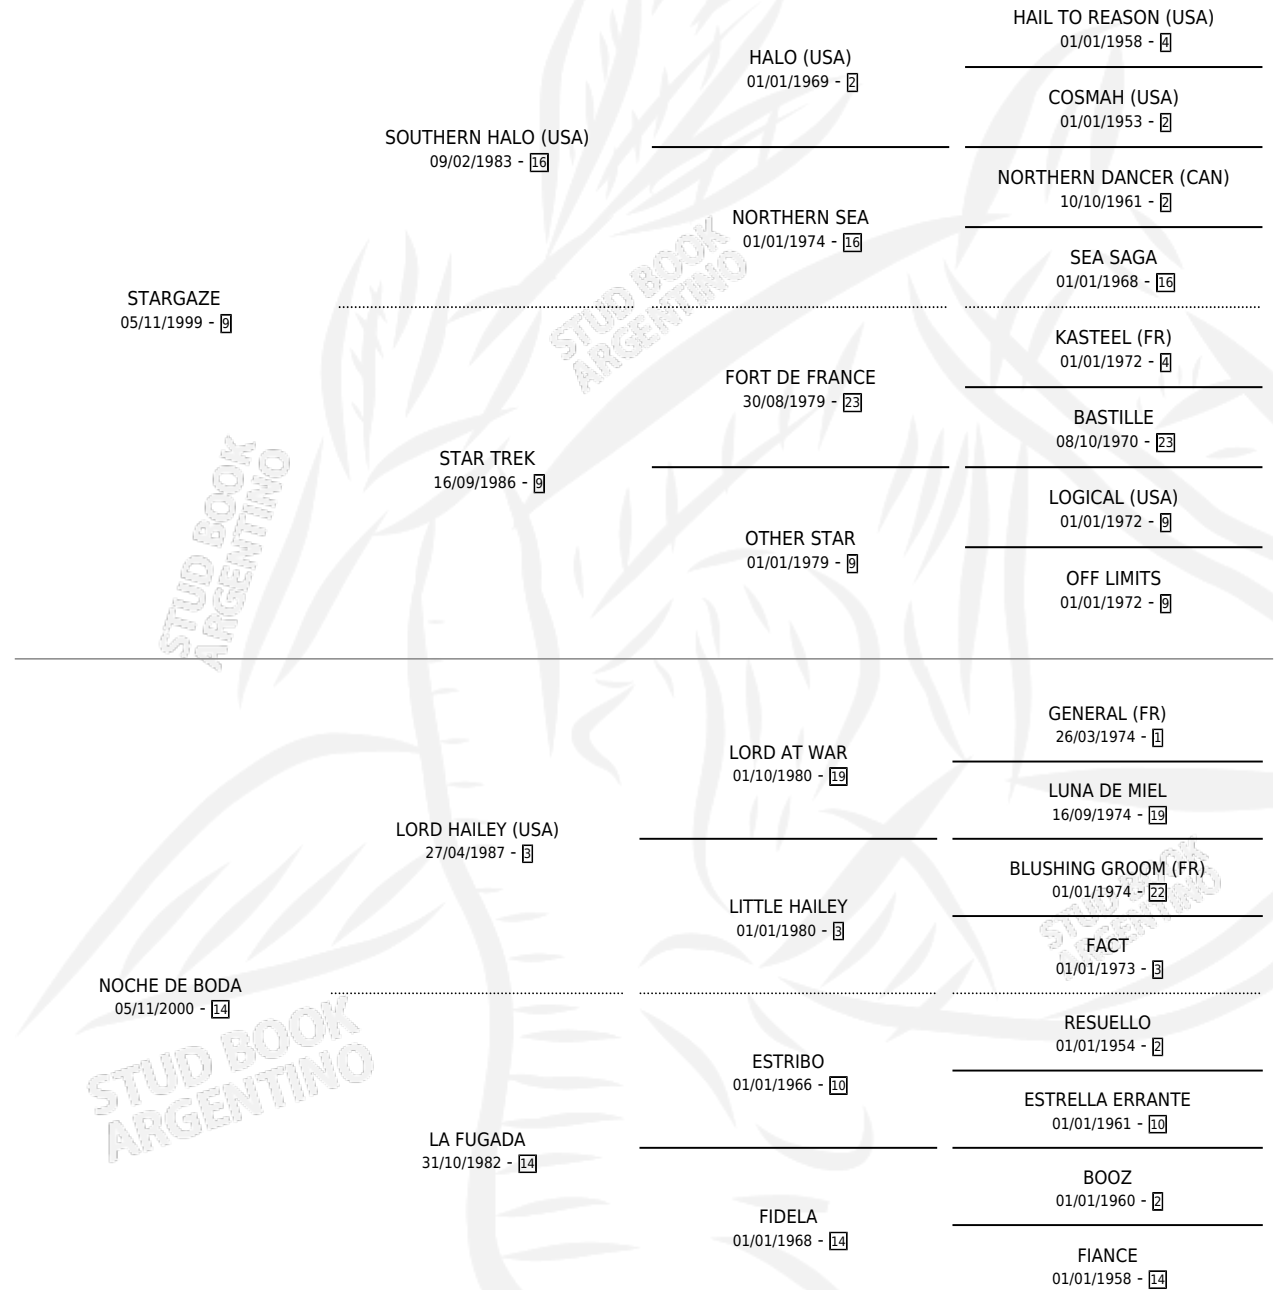 HAIL TO REASON (USA)
01/01/1958 - 4
HALO (USA)
01/01/1969 - 2
COSMAH (USA)
01/01/1953 - 2
SOUTHERN HALO (USA)
09/02/1983 - 16
NORTHERN DANCER (CAN)
10/10/1961 - 2
NORTHERN SEA
01/01/1974 - 16
SEA SAGA
01/01/1968 - 16
STARGAZE
05/11/1999 - 9
STUD BOOK
ARGENTINO
KASTEEL (FR)
01/01/1972 - 4
FORT DE FRANCE
30/08/1979 - 23
BASTILLE
08/10/1970 - 23
STAR TREK
16/09/1986 - 9
LOGICAL (USA)
01/01/1972 - 9
OTHER STAR
01/01/1979 - 9
OFF LIMITS
01/01/1972 - 9
STUD BOOK
ARGENTINO
GENERAL (FR)
26/03/1974 - 1
LORD AT WAR
01/10/1980 - 19
LUNA DE MIEL
16/09/1974 - 19
LORD HAILEY (USA)
27/04/1987 - 3
BLUSHING GROOM (FR)
01/01/1974 - 22
LITTLE HAILEY
01/01/1980 - 3
STUD BOOK
ARGENTINO
FACT
01/01/1973 - 3
NOCHE DE BODA
05/11/2000 - 14
STUD BOOK
ARGENTINO
RESUELLO
01/01/1954 - 2
ESTRIBO
01/01/1966 - 10
ESTRELLA ERRANTE
01/01/1961 - 10
LA FUGADA
31/10/1982 - 14
BOOZ
01/01/1960 - 2
FIDELA
01/01/1968 - 14
FIANCE
01/01/1958 - 14